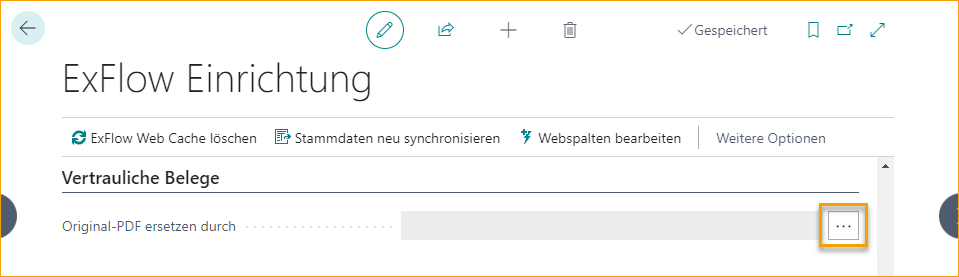 Gespeichert
ExFlow Einrichtung
ExFlow Web Cache löschen Stammdaten neu synchronisieren Webspalten bearbeiten Weitere Optionen
Vertrauliche Belege
Original-PDF ersetzen durch